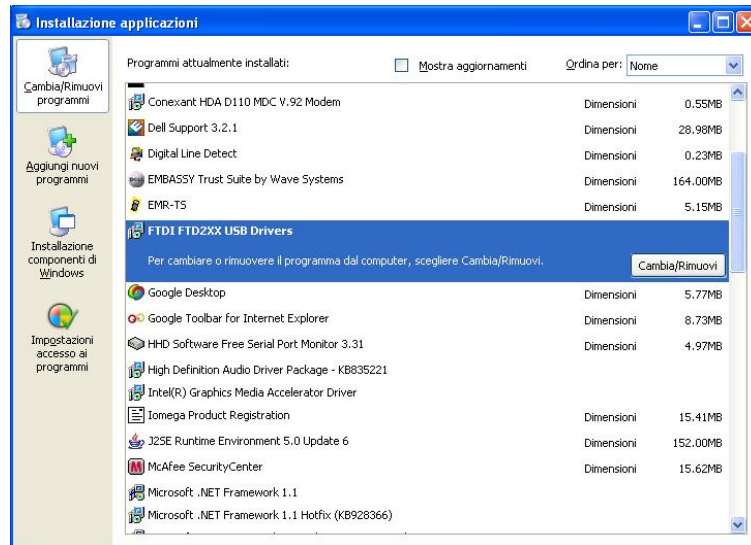 Installazione applicazioni
Cambia/Rimuovi
programmi
Aggiungi nuovi
programmi
Installazione
componenti di
Windows
Impostazioni
accesso ai
programmi
Programmi attualmente installati: Mostra aggiornamenti Ordina per: Nome
Conexant HDA D110 MDC V.92 Modem Dimensioni 0.55MB
Dell Support 3.2.1 Dimensioni 28.98MB
Digital Line Detect Dimensioni 0.23MB
EMBASSY Trust Suite by Wave Systems Dimensioni 164.00MB
EMR-TS Dimensioni 5.15MB
FTDI FTD2XX USB Drivers
Per cambiare o rimuovere il programma dal computer, scegliere Cambia/Rimuovi. Cambia/Rimuovi
Google Desktop Dimensioni 5.77MB
Google Toolbar for Internet Explorer Dimensioni 8.73MB
HHD Software Free Serial Port Monitor 3.31 Dimensioni 4.97MB
High Definition Audio Driver Package - KB835221
Intel(R) Graphics Media Accelerator Driver
Iomega Product Registration Dimensioni 15.41MB
J2SE Runtime Environment 5.0 Update 6 Dimensioni 152.00MB
McAfee SecurityCenter Dimensioni 15.62MB
Microsoft .NET Framework 1.1
Microsoft .NET Framework 1.1 Hotfix (KB928366)